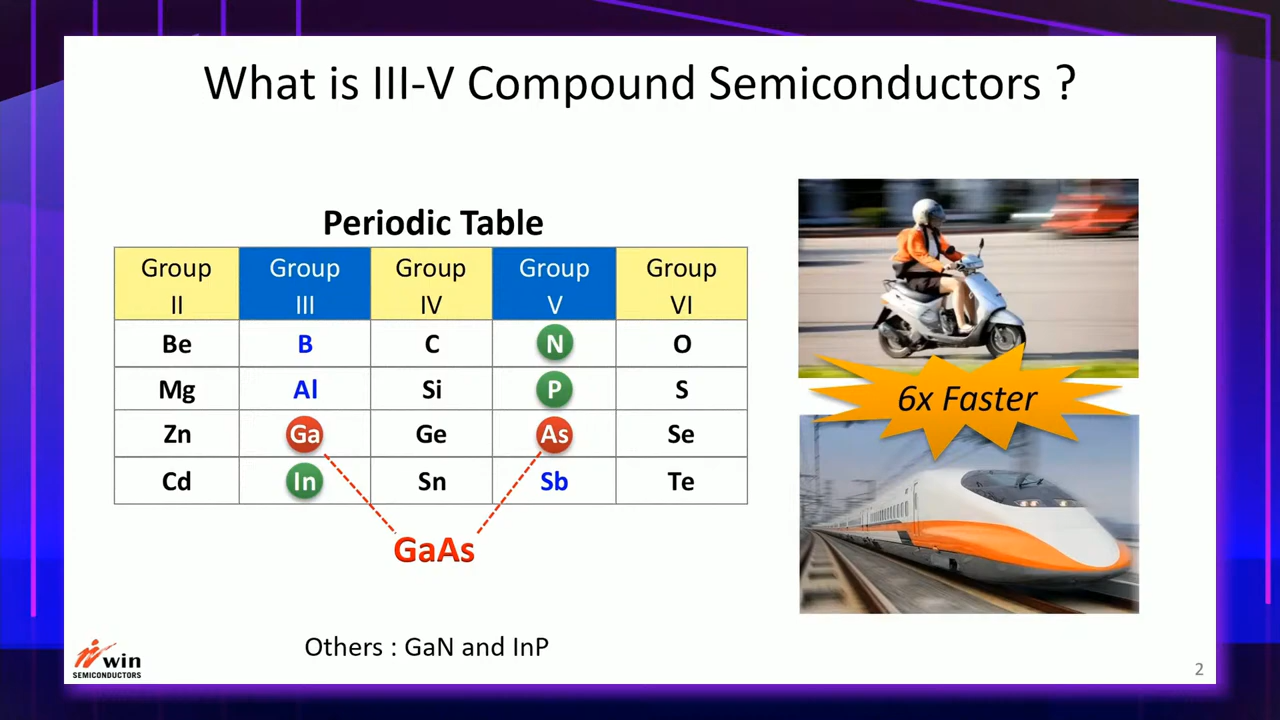 What is III-V Compound Semiconductors ?
Periodic Table
Group II Group III Group IV Group V Group VI
Be B C N O
Mg Al Si P S
Zn Ga Ge As Se
Cd In Sn Sb Te
GaAs
6x Faster
Others : GaN and InP
win
SEMICONDUCTORS
2